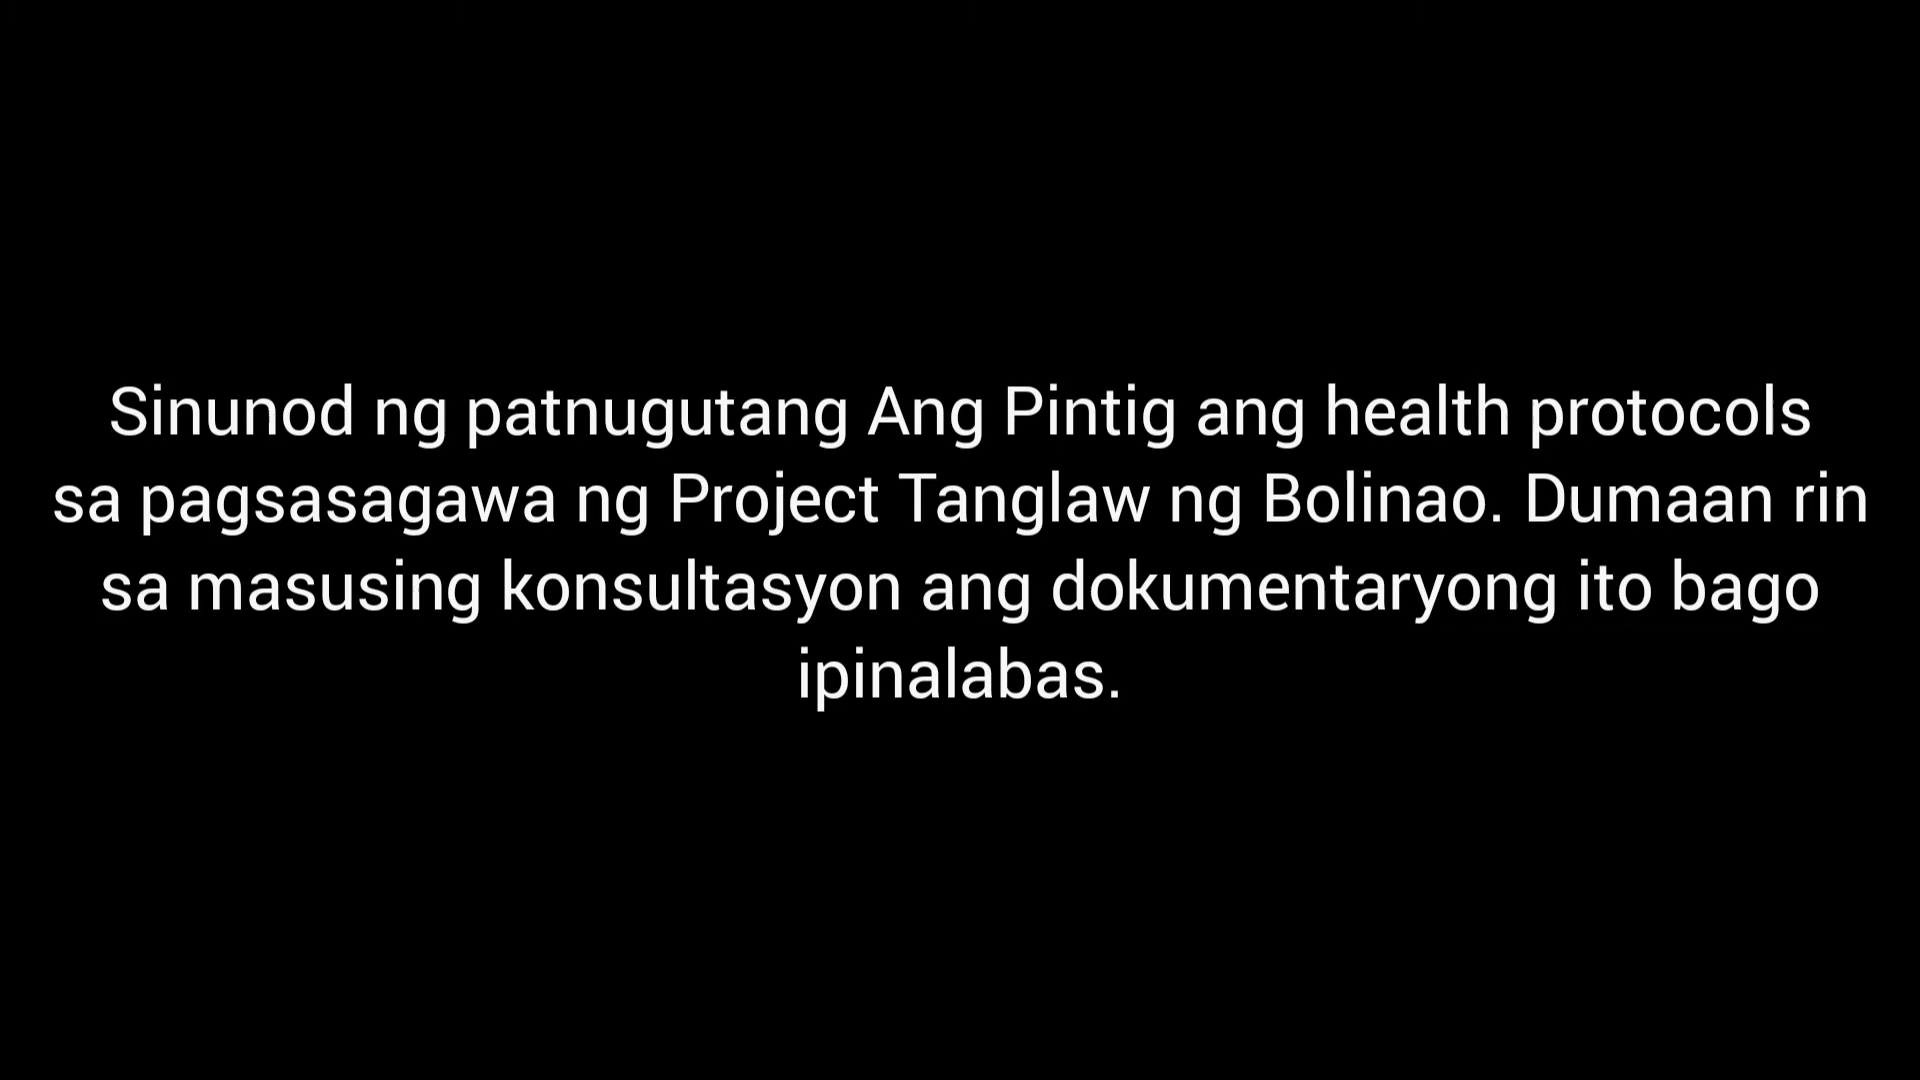 Sinunod ng patnugutang Ang Pintig ang health protocols
sa pagsasagawa ng Project Tanglaw ng Bolinao. Dumaan rin
sa masusing konsultasyon ang dokumentaryong ito bago
ipinalabas.